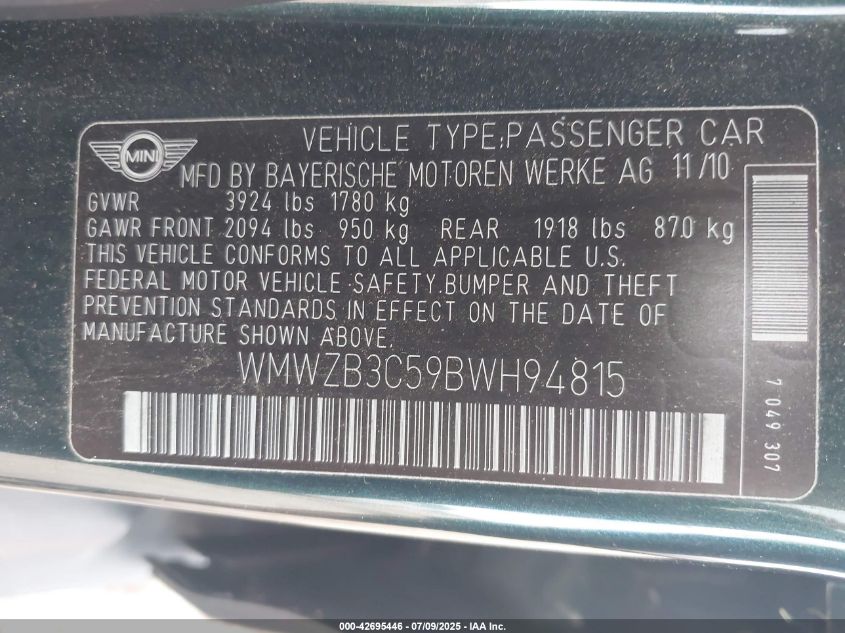 MINI
VEHICLE TYPE:PASSENGER CAR
MFD BY BAYERISCHE MOTOREN WERKE AG 11/10
GVWR 3924 lbs 1780 kg
GAWR FRONT 2094 lbs 950 kg REAR 1918 lbs 870 kg
THIS VEHICLE CONFORMS TO ALL APPLICABLE U.S.
FEDERAL MOTOR VEHICLE SAFETY.BUMPER AND THEFT
PREVENTION STANDARDS IN EFFECT ON THE DATE OF
MANUFACTURE SHOWN ABOVE.
WMWZB3C59BWH94815
7 049 307
000-42695446 / 07/09/2025 - IAA Inc.